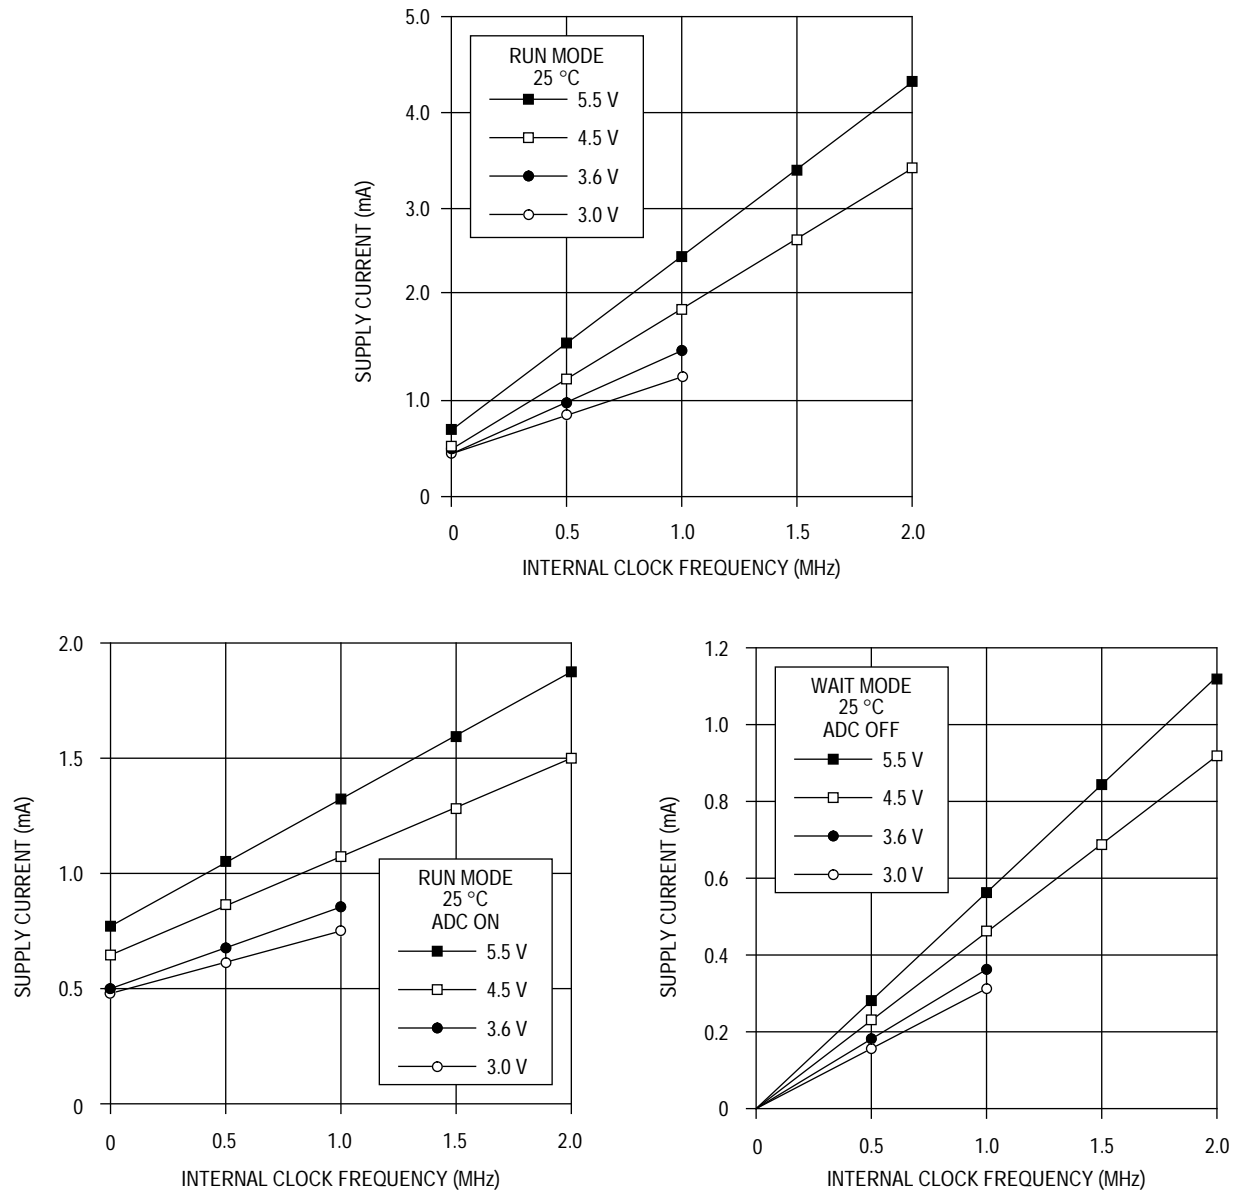 5.0
4.0
3.0
2.0
1.0
0
SUPPLY CURRENT (mA)
RUN MODE
25 °C
5.5 V
4.5 V
3.6 V
3.0 V
0 0.5 1.0 1.5 2.0
INTERNAL CLOCK FREQUENCY (MHz)
2.0
1.5
1.0
0.5
0
SUPPLY CURRENT (mA)
RUN MODE
25 °C
ADC ON
5.5 V
4.5 V
3.6 V
3.0 V
0 0.5 1.0 1.5 2.0
INTERNAL CLOCK FREQUENCY (MHz)
1.2
1.0
0.8
0.6
0.4
0.2
0
SUPPLY CURRENT (mA)
WAIT MODE
25 °C
ADC OFF
5.5 V
4.5 V
3.6 V
3.0 V
0 0.5 1.0 1.5 2.0
INTERNAL CLOCK FREQUENCY (MHz)